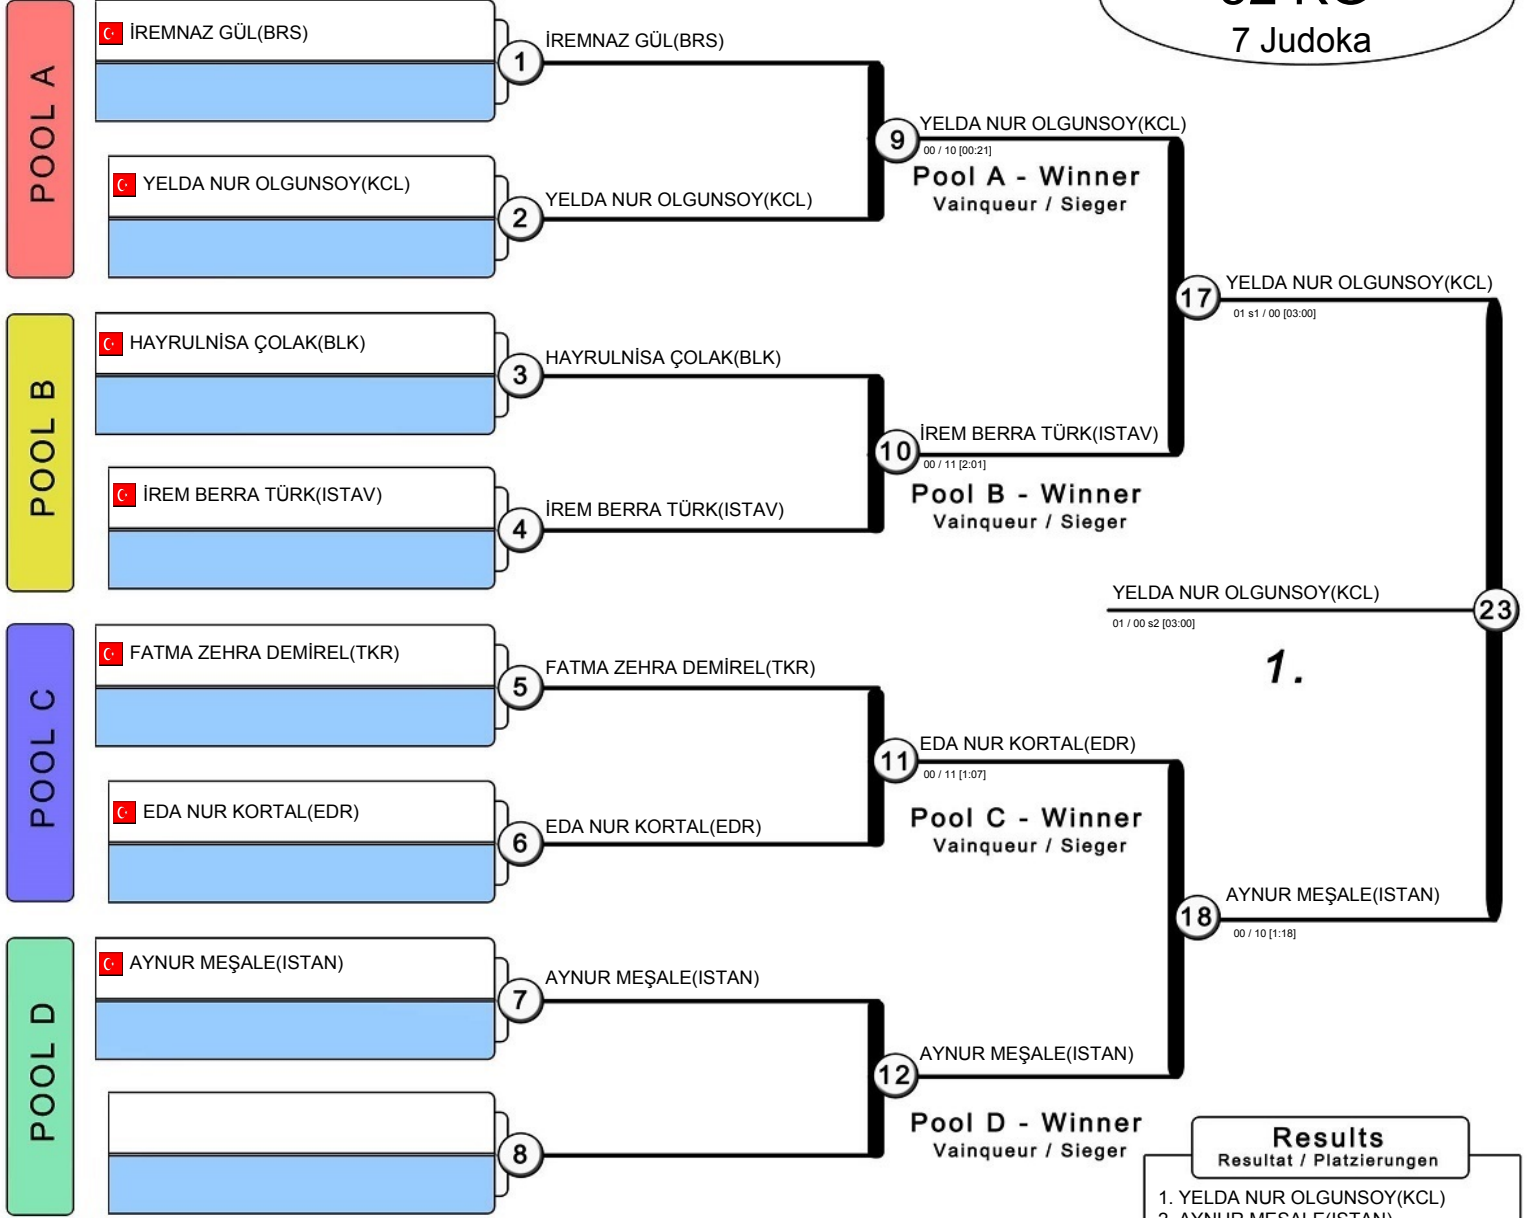 7 Judoka
POOL A
İREMNAZ GÜL(BRS)
1
İREMNAZ GÜL(BRS)
YELDA NUR OLGUNSOY(KCL)
2
YELDA NUR OLGUNSOY(KCL)
9
YELDA NUR OLGUNSOY(KCL)
00 / 10 [00:21]
Pool A - Winner
Vainqueur / Sieger
POOL B
HAYRULNİSA ÇOLAK(BLK)
3
HAYRULNİSA ÇOLAK(BLK)
İREM BERRA TÜRK(ISTAV)
4
İREM BERRA TÜRK(ISTAV)
10
İREM BERRA TÜRK(ISTAV)
00 / 11 [2:01]
Pool B - Winner
Vainqueur / Sieger
17
YELDA NUR OLGUNSOY(KCL)
01 s1 / 00 [03:00]
YELDA NUR OLGUNSOY(KCL)
23
01 / 00 s2 [03:00]
1.
POOL C
FATMA ZEHRA DEMİREL(TKR)
5
FATMA ZEHRA DEMİREL(TKR)
EDA NUR KORTAL(EDR)
6
EDA NUR KORTAL(EDR)
11
EDA NUR KORTAL(EDR)
00 / 11 [1:07]
Pool C - Winner
Vainqueur / Sieger
18
AYNUR MEŞALE(ISTAN)
00 / 10 [1:18]
POOL D
AYNUR MEŞALE(ISTAN)
7
AYNUR MEŞALE(ISTAN)
8
12
AYNUR MEŞALE(ISTAN)
Pool D - Winner
Vainqueur / Sieger
Results
Resultat / Platzierungen
1. YELDA NUR OLGUNSOY(KCL)
2. AYNUR MEŞALE(ISTAN)